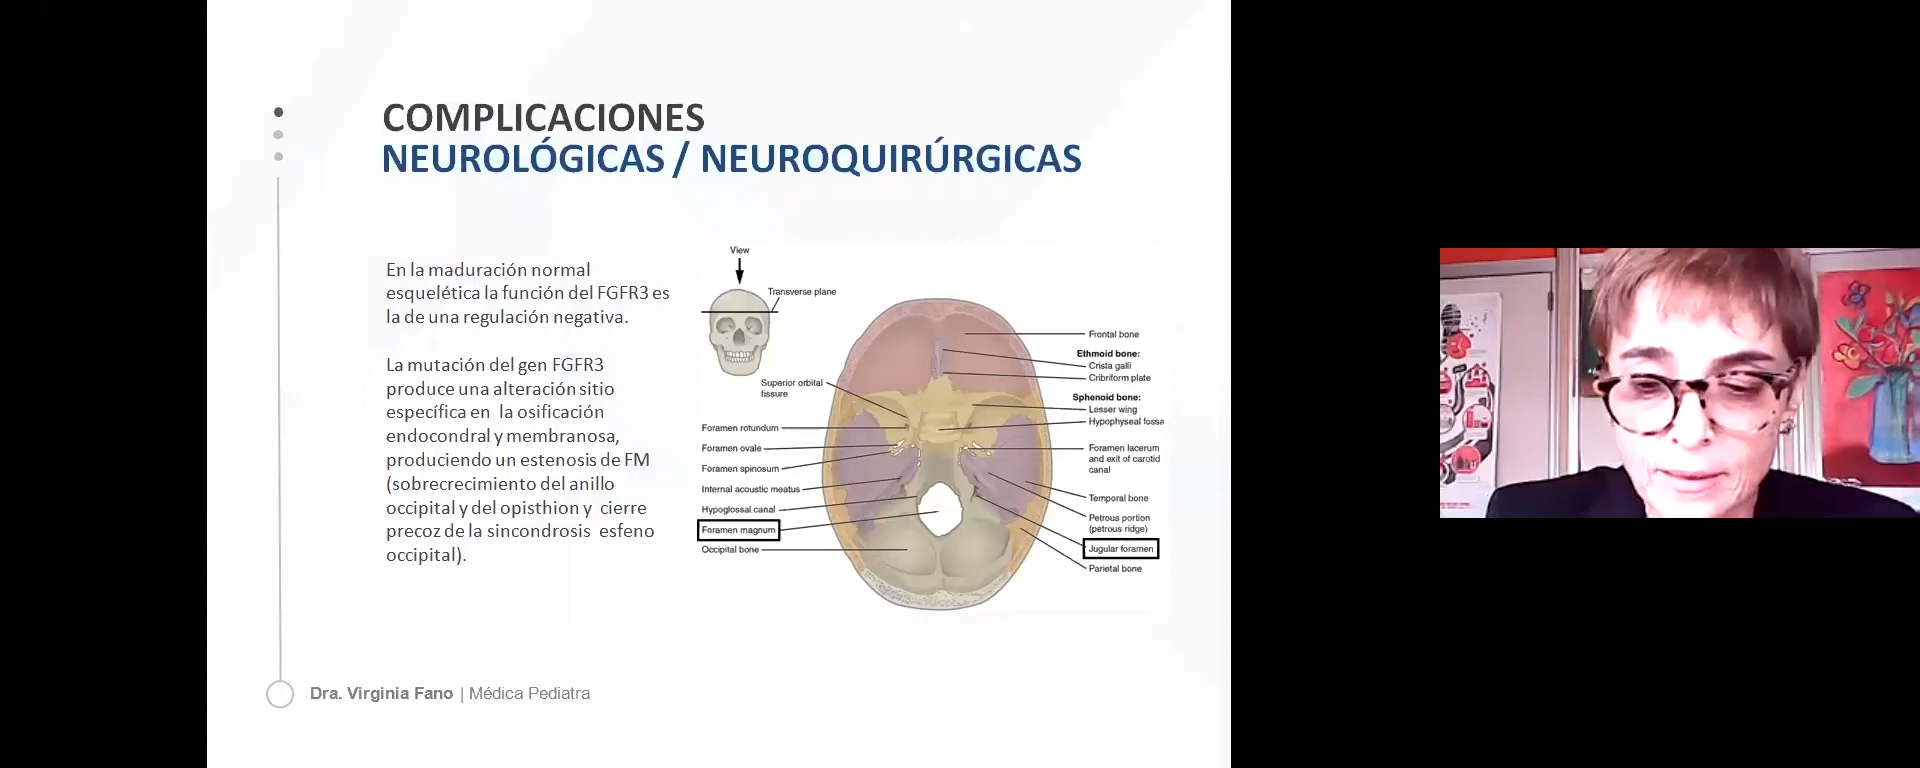 COMPLICACIONES
NEUROLÓGICAS / NEUROQUIRÚRGICAS
En la maduración normal
esquelética la función del FGFR3 es
la de una regulación negativa.
La mutación del gen FGFR3
produce una alteración sitio
específica en la osificación
endocondral y membranosa,
produciendo un estenosis de FM
(sobrecrecimiento del anillo
occipital y del opisthion y cierre
precoz de la sincondrosis esfeno
occipital).
View
Transverse plane
Superior orbital
fissure
Foramen rotundum
Foramen ovale
Foramen spinosum
Internal acoustic meatus
Hypoglossal canal
Foramen magnum
Occipital bone
Frontal bone
Ethmoid bone:
Crista galli
Cribriform plate
Sphenoid bone:
Lesser wing
Hypophyseal fosse
Foramen lacerum
and exit of carotid
canal
Temporal bone
Petrous portion
(petrous ridge)
Jugular foramen
Parietal bone
Dra. Virginia Fano | Médica Pediatra